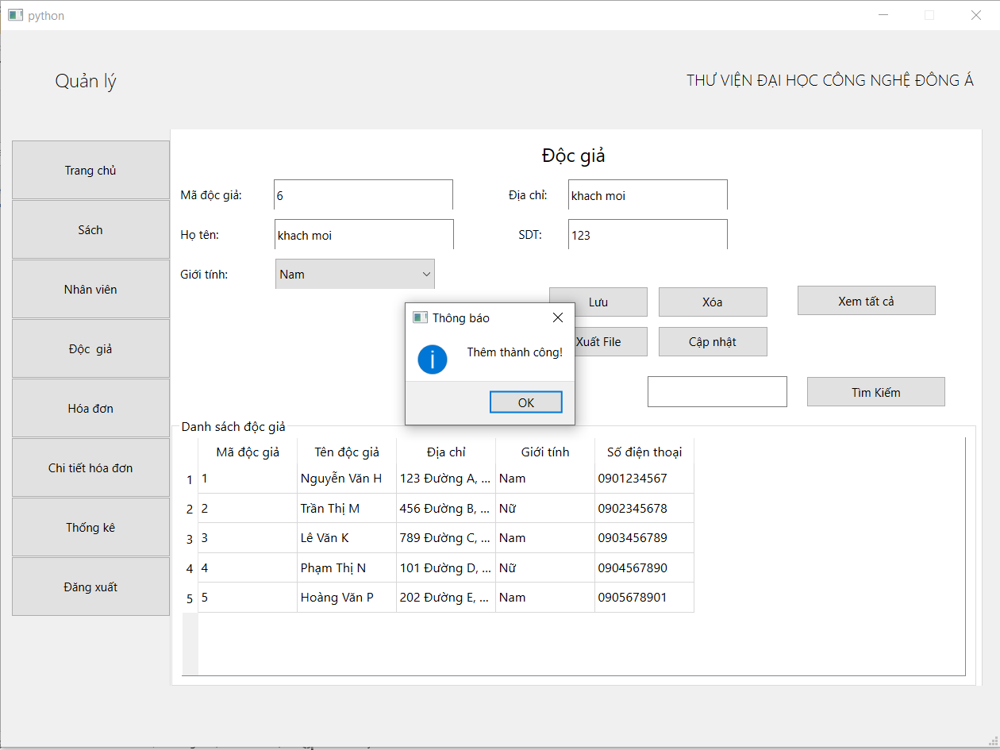 python
Quản lý
THƯ VIỆN ĐẠI HỌC CÔNG NGHỆ ĐÔNG Á
Trang chủ
Sách
Nhân viên
Độc  giả
Hóa đơn
Chi tiết hóa đơn
Thống kê
Đăng xuất
Độc giả
Mã độc giả: 6 Địa chỉ: khach moi
Họ tên: khach moi SDT: 123
Giới tính: Nam
Lưu Xóa Xem tất cả
Xuất File Cập nhật
Thông báo
Thêm thành công!
OK
Tìm Kiếm
Danh sách độc giả
Mã độc giả Tên độc giả Địa chỉ Giới tính Số điện thoại
1 1 Nguyễn Văn H 123 Đường A, ... Nam 0901234567
2 2 Trần Thị M 456 Đường B, ... Nữ 0902345678
3 3 Lê Văn K 789 Đường C, ... Nam 0903456789
4 4 Phạm Thị N 101 Đường D, ... Nữ 0904567890
5 5 Hoàng Văn P 202 Đường E, ... Nam 0905678901